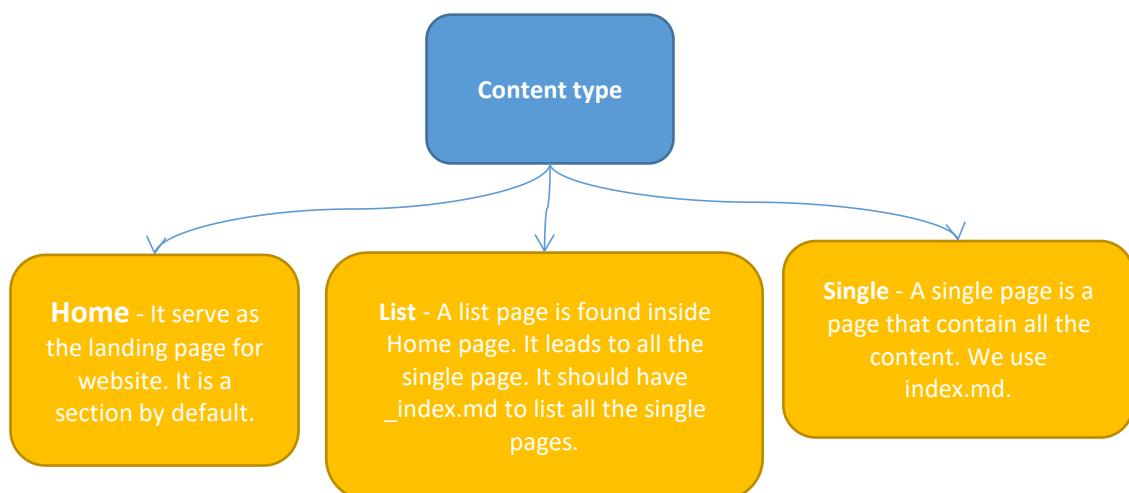 Content type
Home - It serve as
the landing page for
website. It is a
section by default.
List - A list page is found inside
Home page. It leads to all the
single page. It should have
_index.md to list all the single
pages.
Single - A single page is a
page that contain all the
content. We use
index.md.